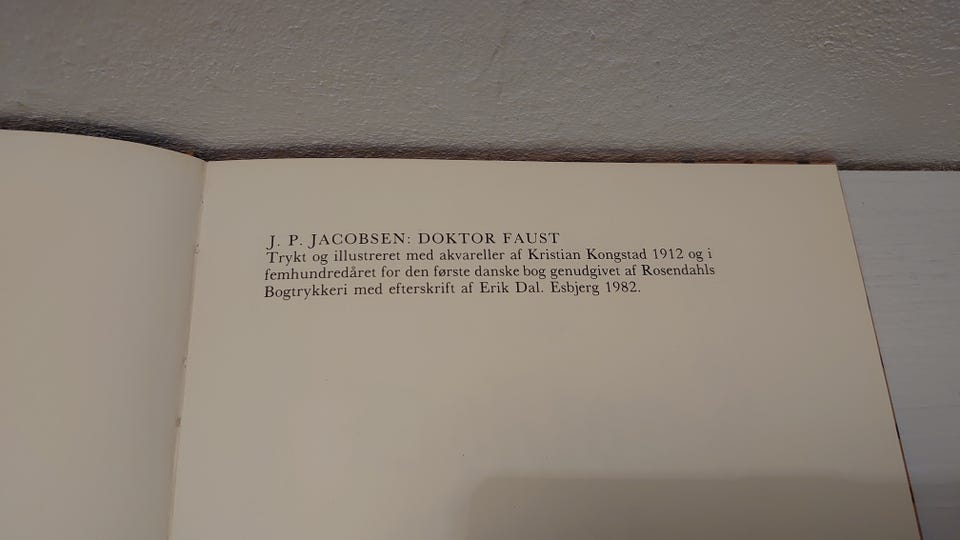 J. P. JACOBSEN: DOKTOR FAUST
Trykt og illustreret med akvareller af Kristian Kongstad 1912 og i
femhundredåret for den første danske bog genudgivet af Rosendahls
Bogtrykkeri med efterskrift af Erik Dal. Esbjerg 1982.